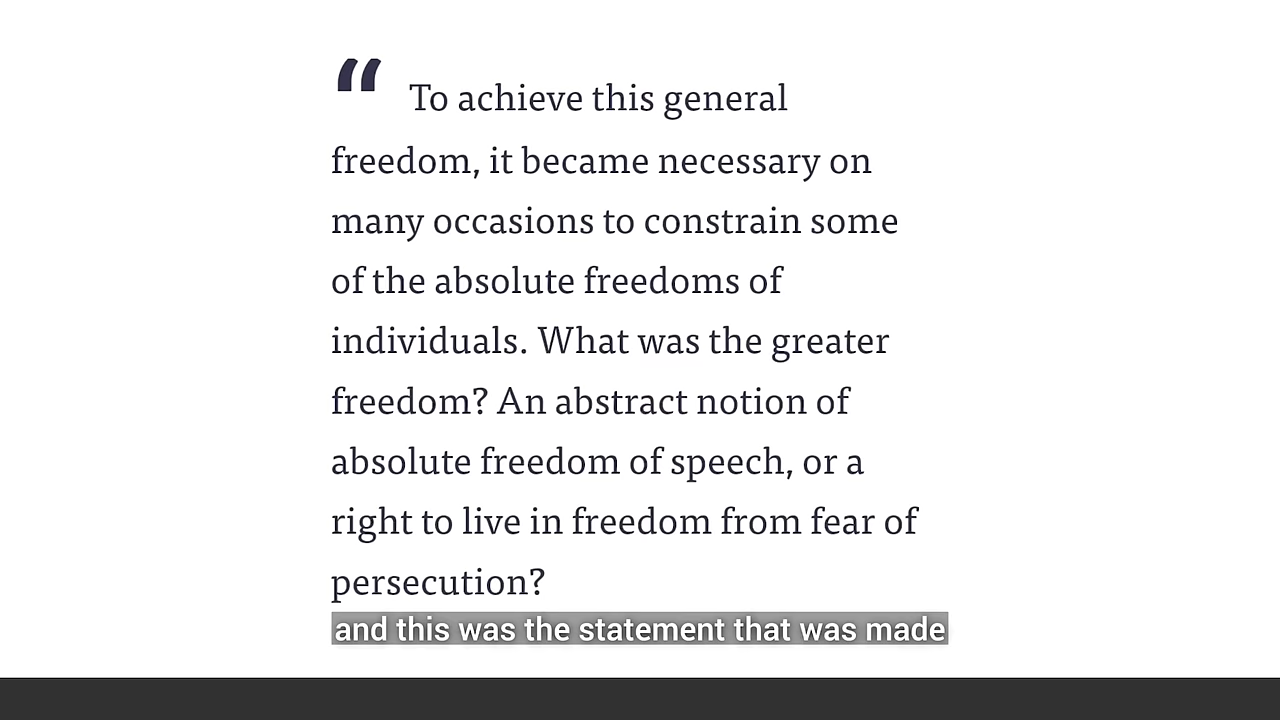 “ To achieve this general
freedom, it became necessary on
many occasions to constrain some
of the absolute freedoms of
individuals. What was the greater
freedom? An abstract notion of
absolute freedom of speech, or a
right to live in freedom from fear of
persecution?
and this was the statement that was made